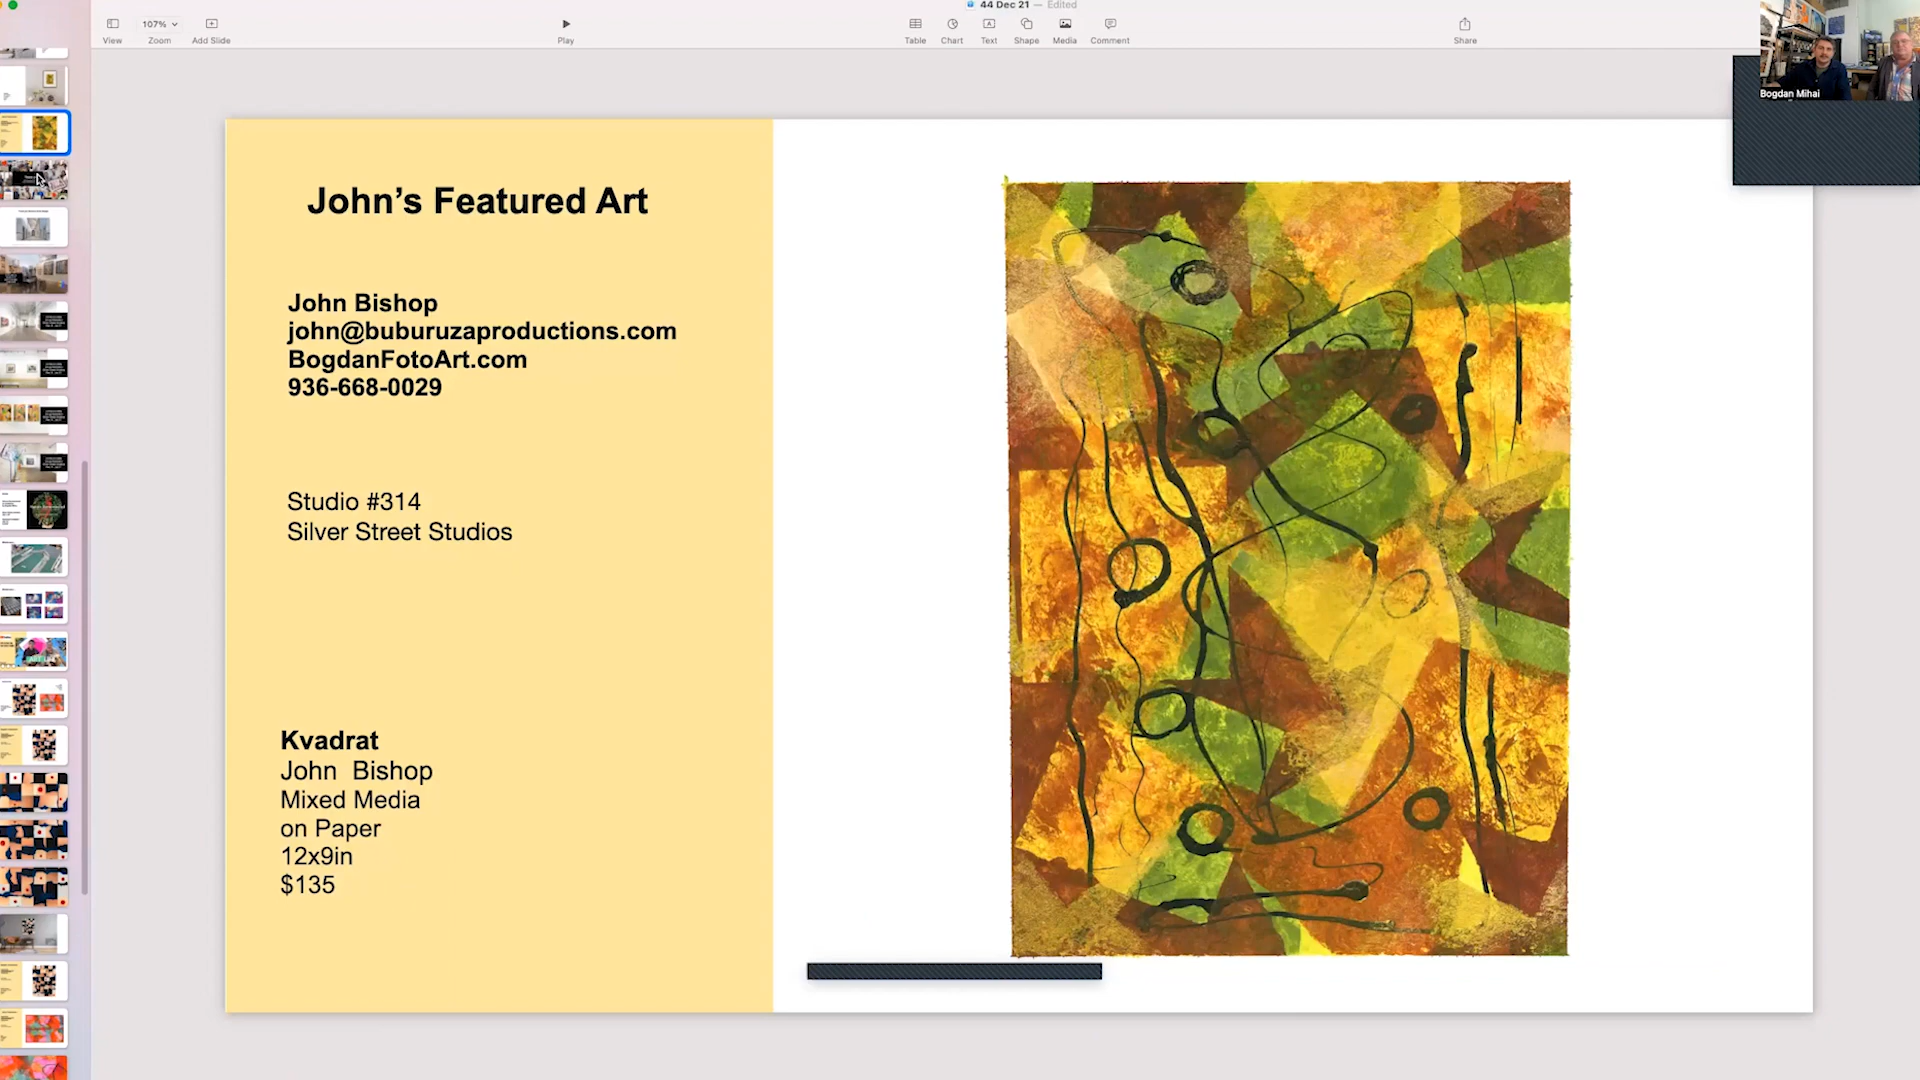 44 Dec 21 — Edited
107%
View
Zoom
Add Slide
Play
Table
Chart
Text
Shape
Media
Comment
Share
Bogdan Mihai
John’s Featured Art
John Bishop
john@buburuzaproductions.com
BogdanFotoArt.com
936-668-0029
Studio #314
Silver Street Studios
Kvadrat
John Bishop
Mixed Media
on Paper
12x9in
$135